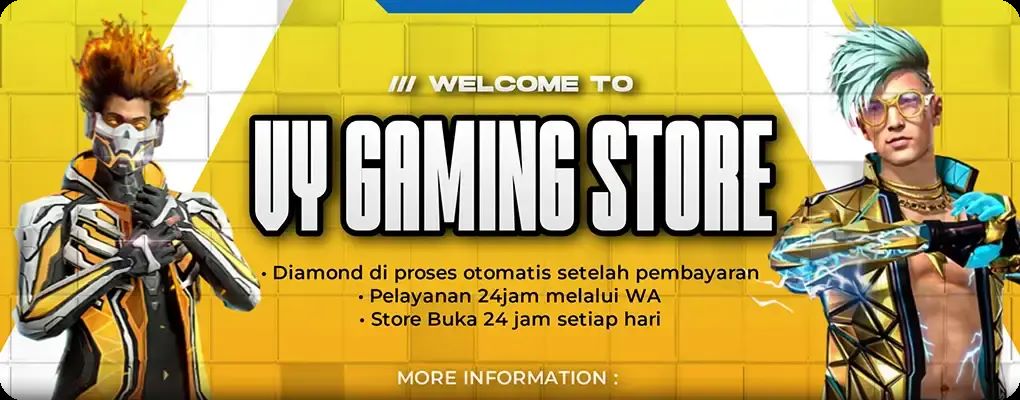 /// WELCOME TO
VY GAMING STORE
• Diamond di proses otomatis setelah pembayaran
• Pelayanan 24jam melalui WA
• Store Buka 24 jam setiap hari
MORE INFORMATION :